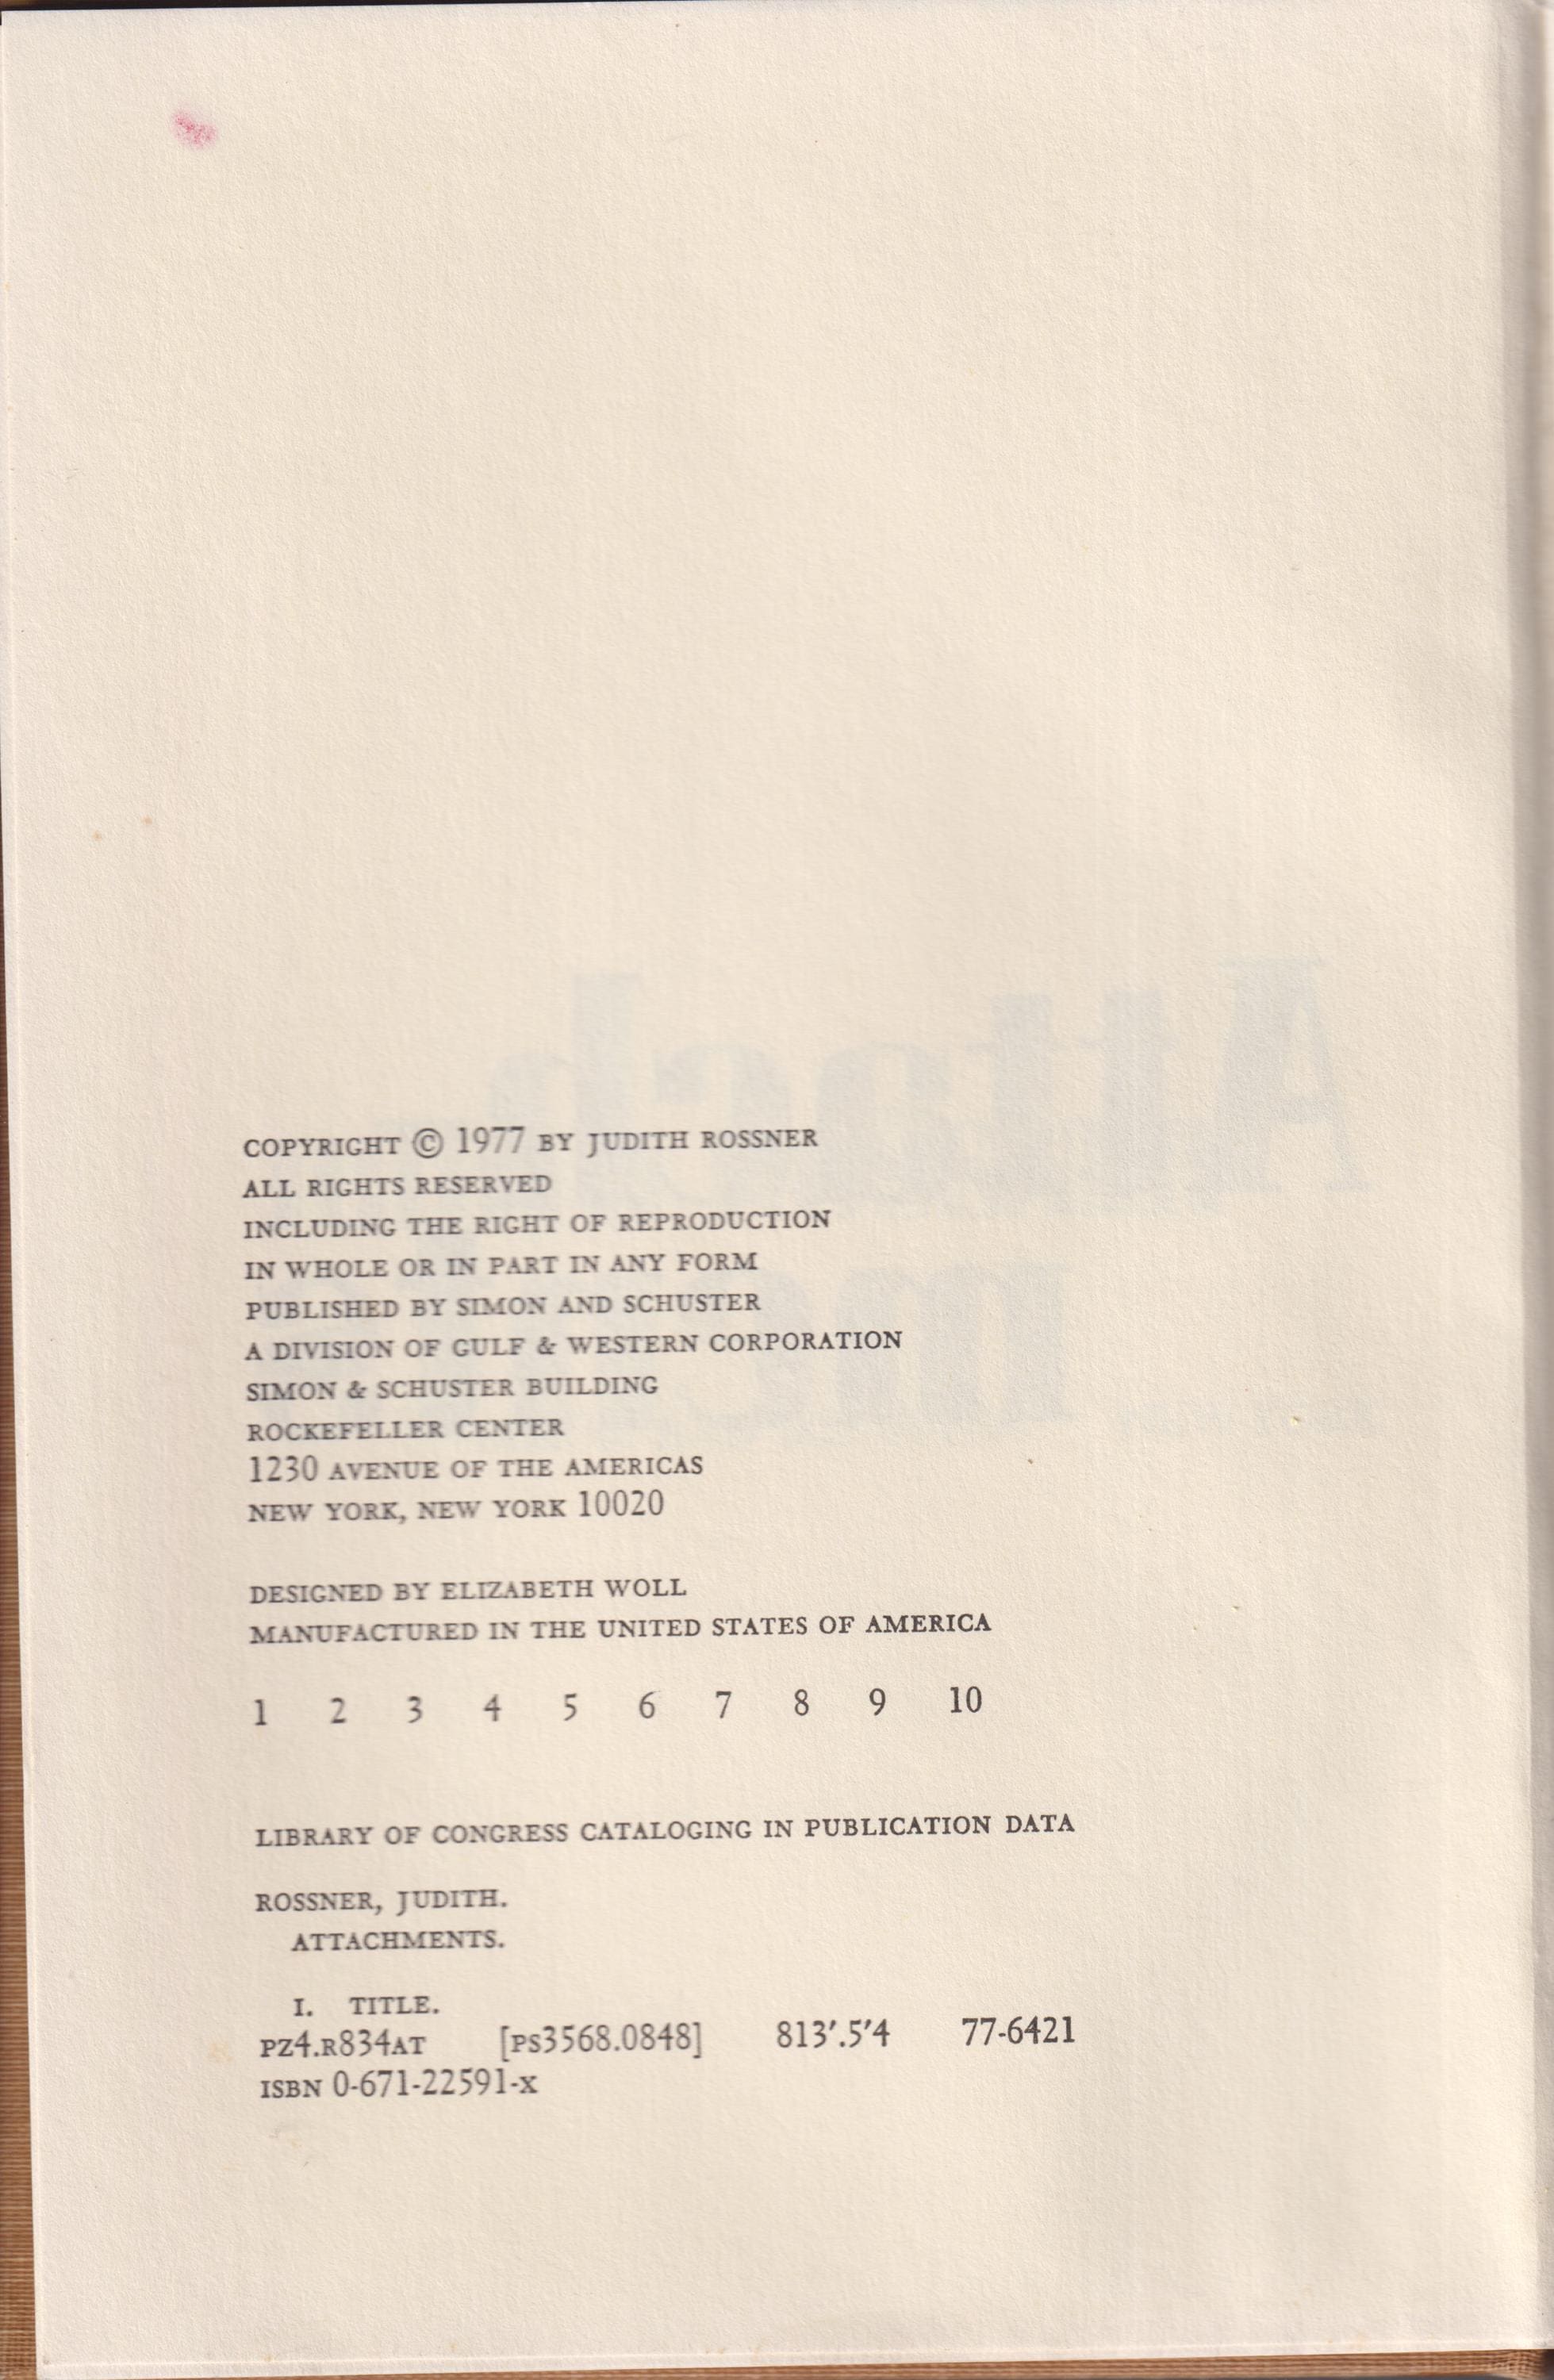 COPYRIGHT © 1977 BY JUDITH ROSSNER
ALL RIGHTS RESERVED
INCLUDING THE RIGHT OF REPRODUCTION
IN WHOLE OR IN PART IN ANY FORM
PUBLISHED BY SIMON AND SCHUSTER
A DIVISION OF GULF & WESTERN CORPORATION
SIMON & SCHUSTER BUILDING
ROCKEFELLER CENTER
1230 AVENUE OF THE AMERICAS
NEW YORK, NEW YORK 10020
DESIGNED BY ELIZABETH WOLL
MANUFACTURED IN THE UNITED STATES OF AMERICA
1 2 3 4 5 6 7 8 9 10
LIBRARY OF CONGRESS CATALOGING IN PUBLICATION DATA
ROSSNER, JUDITH.
ATTACHMENTS.
I. TITLE.
PZ4.R834AT [PS3568.0848] 813′.5′4 77-6421
ISBN 0-671-22591-X